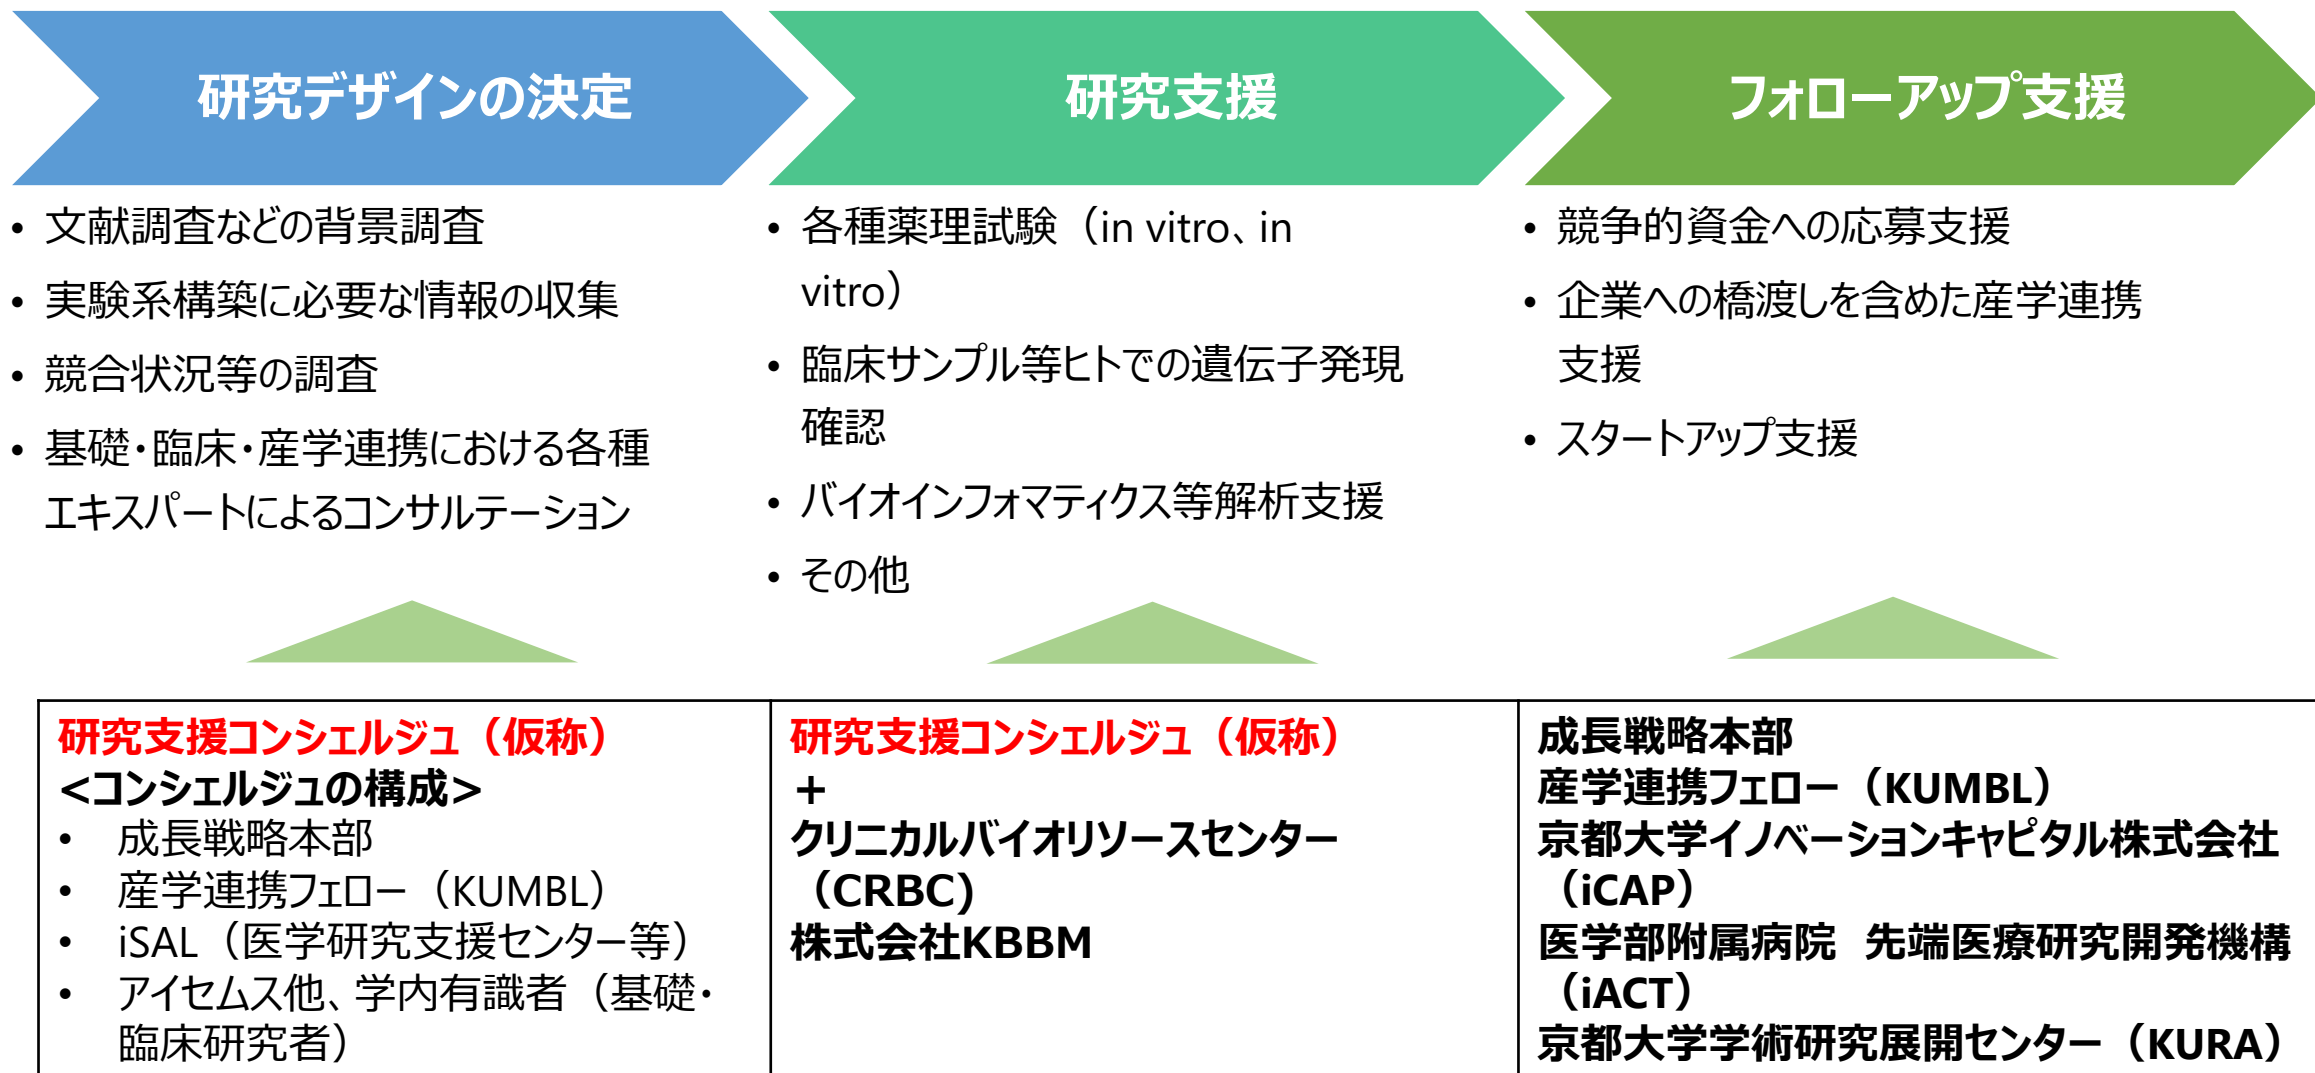 研究デザインの決定
研究支援
フォローアップ支援
• 文献調査などの背景調査
• 実験系構築に必要な情報の収集
• 競合状況等の調査
• 基礎・臨床・産学連携における各種
エキスパートによるコンサルテーション
• 各種薬理試験（in vitro、in
vitro）
• 臨床サンプル等ヒトでの遺伝子発現
確認
• バイオインフォマティクス等解析支援
• その他
• 競争的資金への応募支援
• 企業への橋渡しを含めた産学連携
支援
• スタートアップ支援
研究支援コンシェルジュ（仮称）
<コンシェルジュの構成>
• 成長戦略本部
• 産学連携フェロー（KUMBL）
• iSAL（医学研究支援センター等）
• アイセムス他、学内有識者（基礎・
臨床研究者）
研究支援コンシェルジュ（仮称）
+
クリニカルバイオリソースセンター
（CRBC)
株式会社KBBM
成長戦略本部
産学連携フェロー（KUMBL）
京都大学イノベーションキャピタル株式会社
（iCAP）
医学部附属病院　先端医療研究開発機構
（iACT）
京都大学学術研究展開センター（KURA）